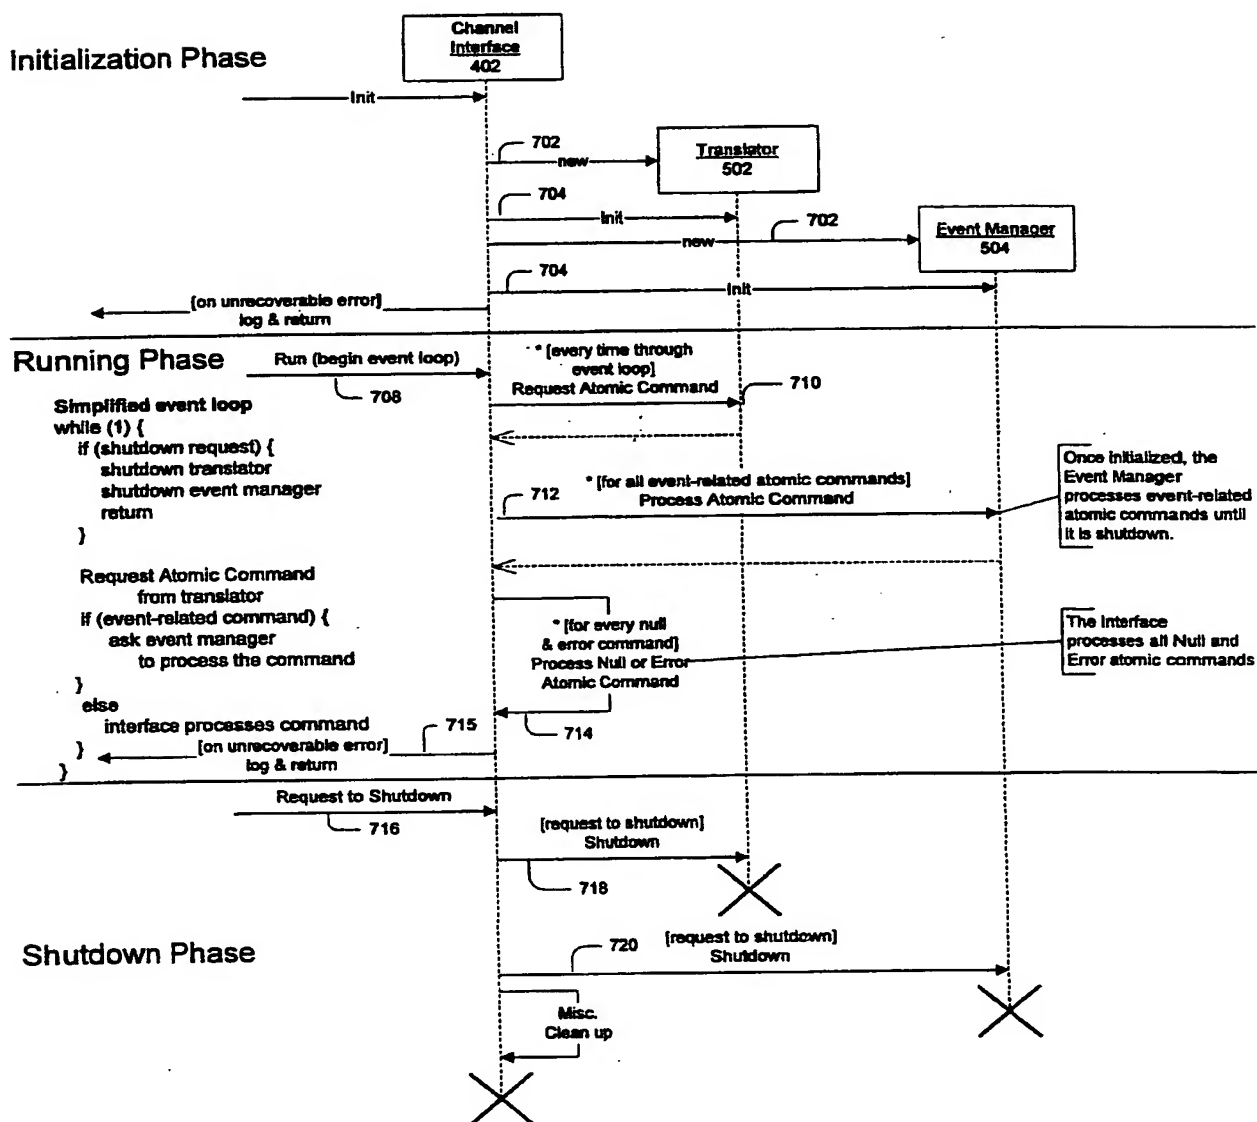 Channel
Interface
402
Initialization Phase
Init
702
new
Translator
502
704
Init
702
new
Event Manager
504
704
Init
[on unrecoverable error]
log & return
Running Phase
Run (begin event loop)
708
* [every time through
event loop]
Request Atomic Command
710
Simplified event loop
while (1) {
if (shutdown request) {
shutdown translator
shutdown event manager
return
}
712
* [for all event-related atomic commands]
Process Atomic Command
Once initialized, the
Event Manager
processes event-related
atomic commands until
it is shutdown.
Request Atomic Command
from translator
if (event-related command) {
ask event manager
to process the command
}
else
interface processes command
}
}
* [for every null
& error command]
Process Null or Error
Atomic Command
714
The Interface
processes all Null and
Error atomic commands
715
[on unrecoverable error]
log & return
Request to Shutdown
716
[request to shutdown]
Shutdown
718
Shutdown Phase
720
[request to shutdown]
Shutdown
Misc.
Clean up